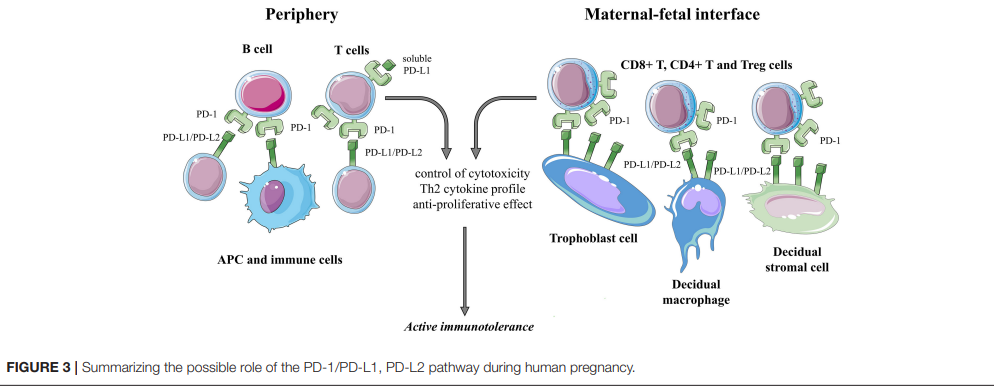 Periphery
Maternal-fetal interface
B cell
T cells
soluble
PD-L1
PD-1
PD-1
PD-L1/PD-L2
PD-1
PD-L1/PD-L2
APC and immune cells
control of cytotoxicity
Th2 cytokine profile
anti-proliferative effect
Active immunotolerance
CD8+ T, CD4+ T and Treg cells
PD-1
PD-1
PD-1
PD-L1/PD-L2
PD-L1/PD-L2
Trophoblast cell
Decidual
macrophage
Decidual
stromal cell
FIGURE 3 | Summarizing the possible role of the PD-1/PD-L1, PD-L2 pathway during human pregnancy.